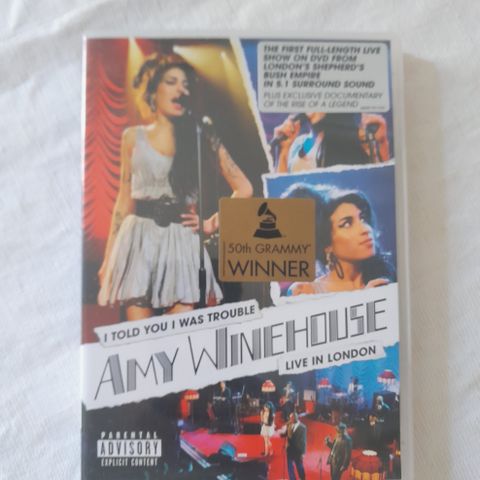 THE FIRST FULL-LENGTH LIVE
SHOW ON DVD FROM
LONDON'S SHEPHERD'S
BUSH EMPIRE
IN 5.1 SURROUND SOUND
PLUS EXCLUSIVE DOCUMENTARY
OF THE RISE OF A LEGEND
50th GRAMMY
WINNER
I TOLD YOU I WAS TROUBLE
AMY WINEHOUSE
LIVE IN LONDON
PARENTAL
ADVISORY
EXPLICIT CONTENT